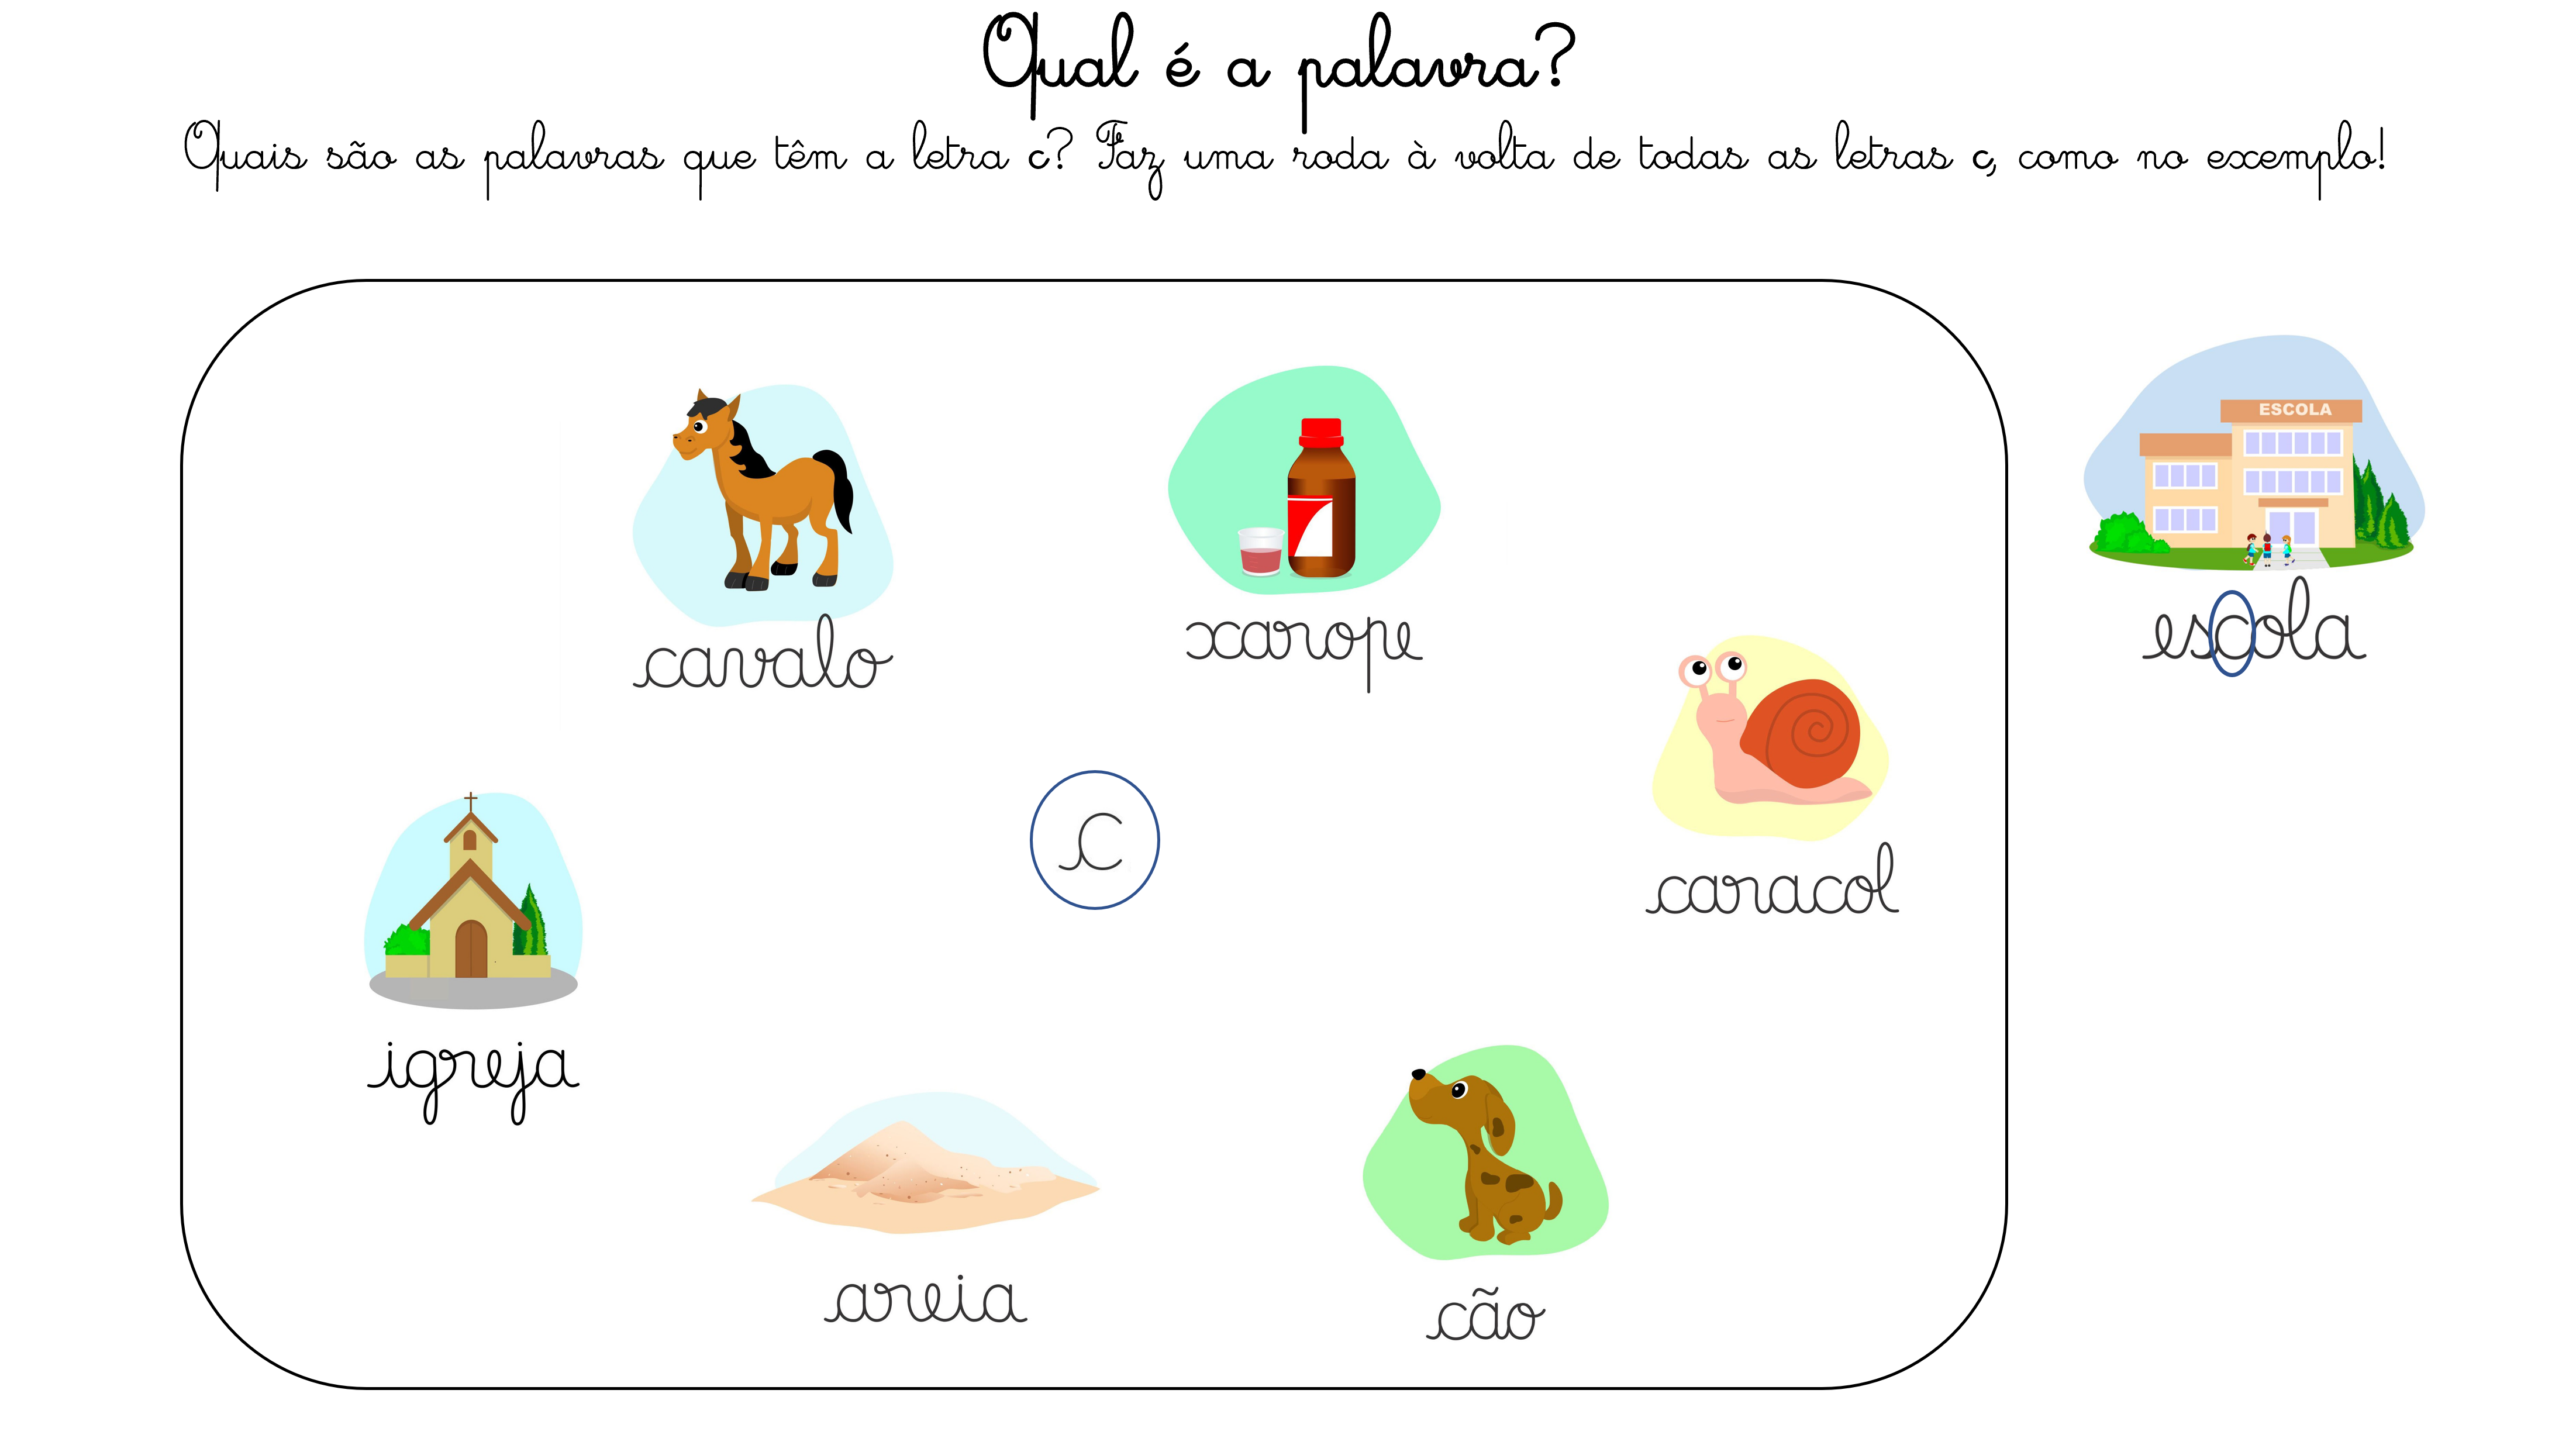 Qual é a palavra?
Quais são as palavras que têm a letra c? Faz uma roda à volta de todas as letras c, como no exemplo!
ESCOLA
escola
cavalo
xarope
caracol
c
igreja
areia
cão